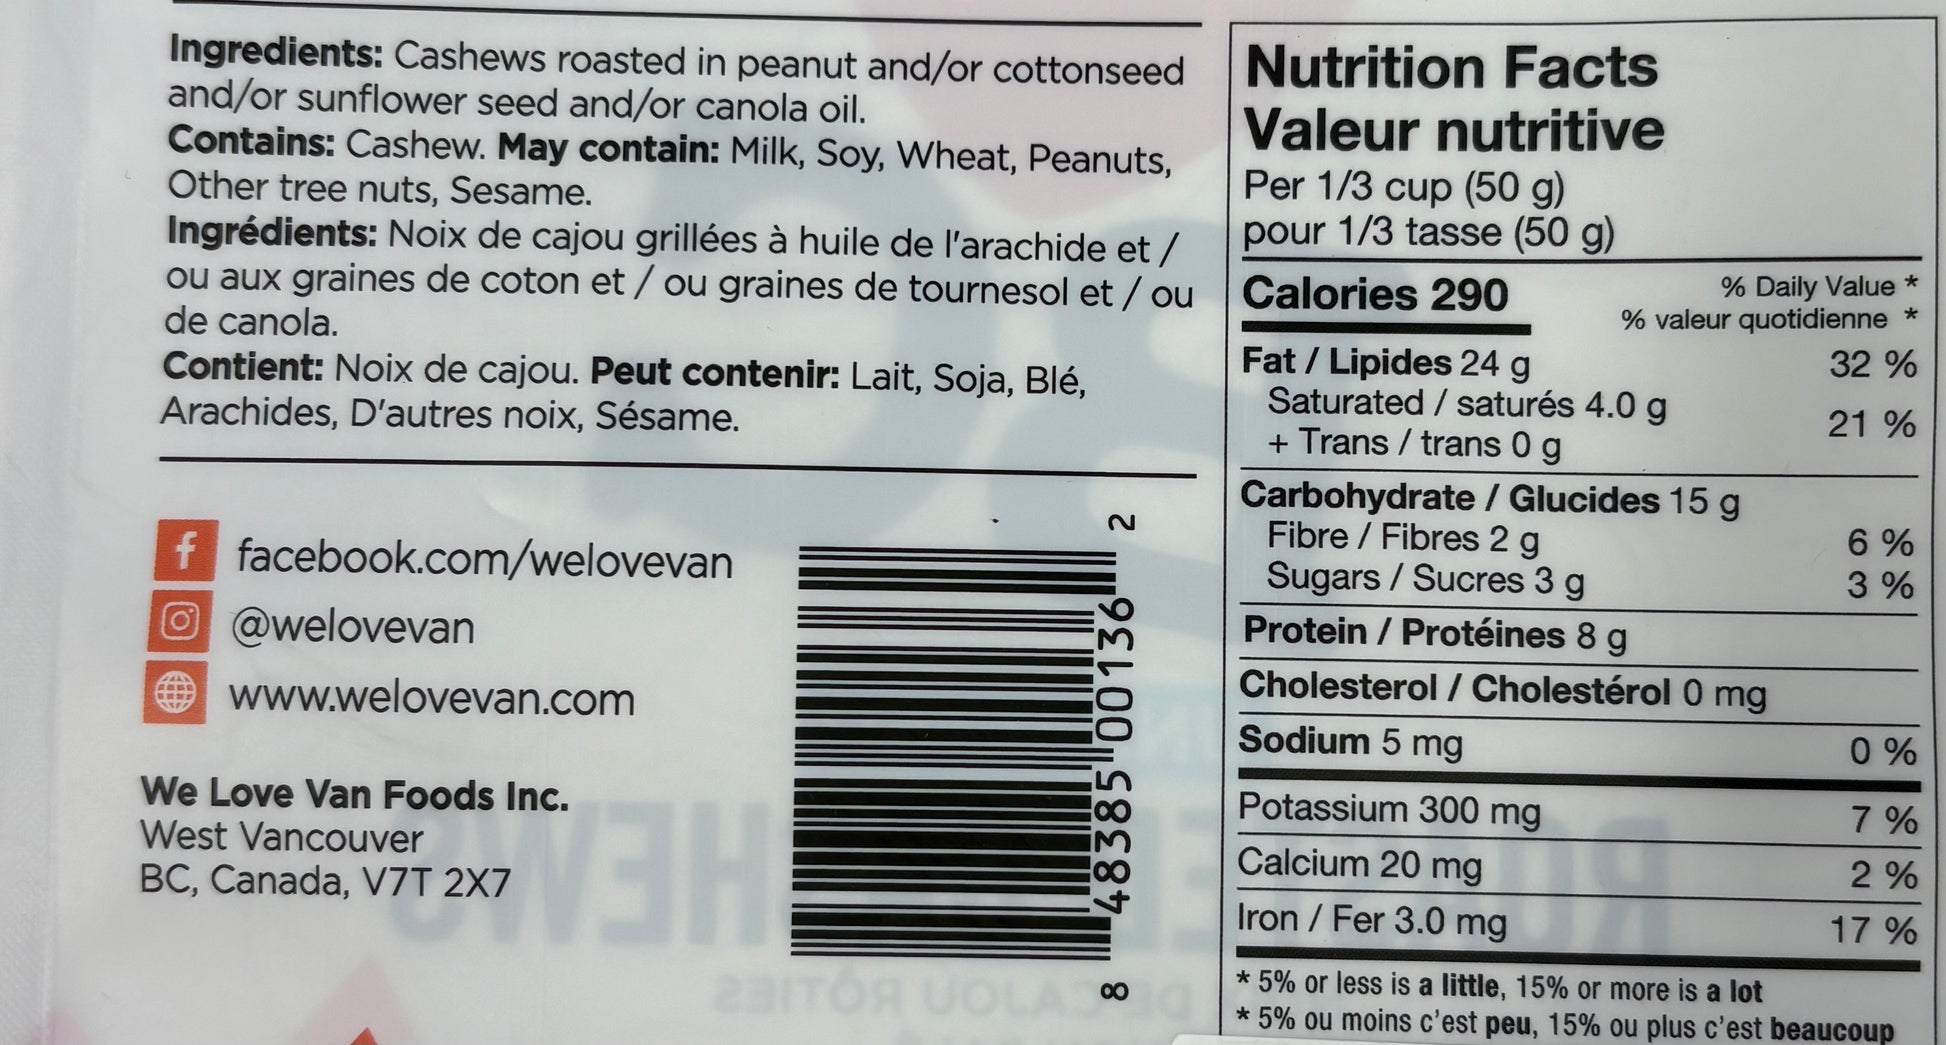 Ingredients: Cashews roasted in peanut and/or cottonseed
and/or sunflower seed and/or canola oil.
Contains: Cashew. May contain: Milk, Soy, Wheat, Peanuts,
Other tree nuts, Sesame.
Ingrédients: Noix de cajou grillées à huile de l'arachide et /
ou aux graines de coton et / ou graines de tournesol et / ou
de canola.
Contient: Noix de cajou. Peut contenir: Lait, Soja, Blé,
Arachides, D'autres noix, Sésame.
facebook.com/welovevan
@welovevan
www.welovevan.com
We Love Van Foods Inc.
West Vancouver
BC, Canada, V7T 2X7
8 48385 00136 2
Nutrition Facts
Valeur nutritive
Per 1/3 cup (50 g)
pour 1/3 tasse (50 g)
Calories 290
% Daily Value *
% valeur quotidienne *
Fat / Lipides 24 g 32 %
Saturated / saturés 4.0 g
+ Trans / trans 0 g 21 %
Carbohydrate / Glucides 15 g
Fibre / Fibres 2 g 6 %
Sugars / Sucres 3 g 3 %
Protein / Protéines 8 g
Cholesterol / Cholestérol 0 mg
Sodium 5 mg 0 %
Potassium 300 mg 7 %
Calcium 20 mg 2 %
Iron / Fer 3.0 mg 17 %
* 5% or less is a little, 15% or more is a lot
* 5% ou moins c'est peu, 15% ou plus c'est beaucoup